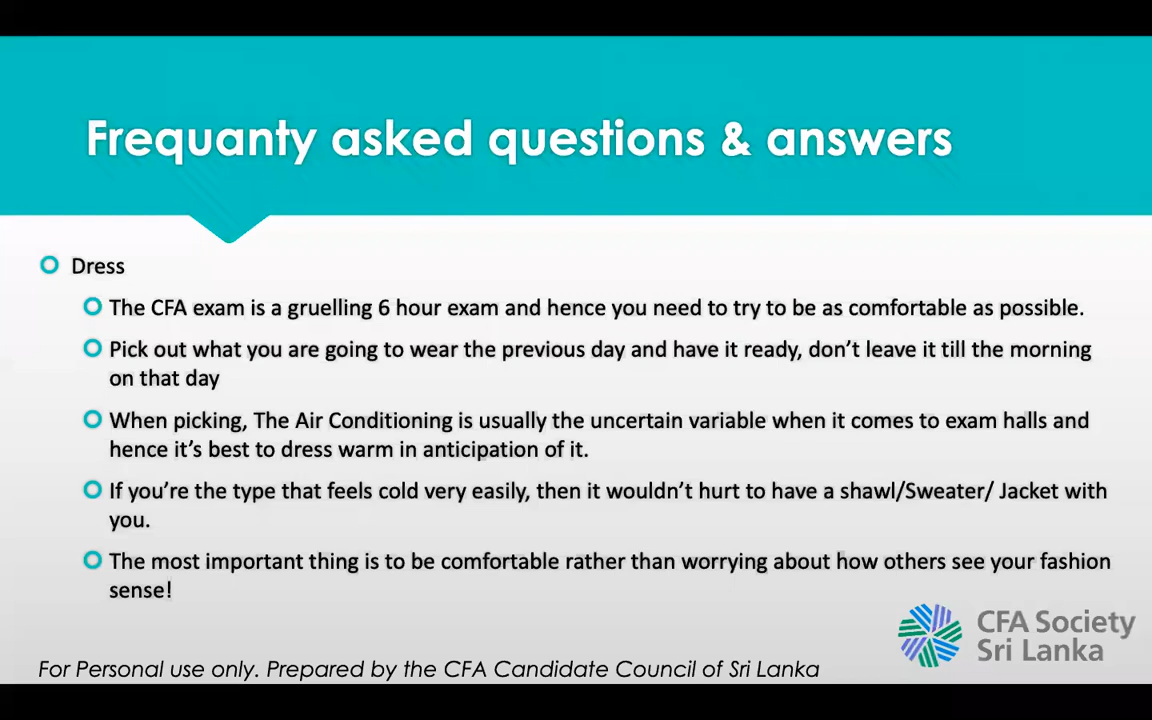 Frequanty asked questions & answers
Dress
The CFA exam is a gruelling 6 hour exam and hence you need to try to be as comfortable as possible.
Pick out what you are going to wear the previous day and have it ready, don’t leave it till the morning
on that day
When picking, The Air Conditioning is usually the uncertain variable when it comes to exam halls and
hence it’s best to dress warm in anticipation of it.
If you’re the type that feels cold very easily, then it wouldn’t hurt to have a shawl/Sweater/ Jacket with
you.
The most important thing is to be comfortable rather than worrying about how others see your fashion
sense!
CFA Society
Sri Lanka
For Personal use only. Prepared by the CFA Candidate Council of Sri Lanka